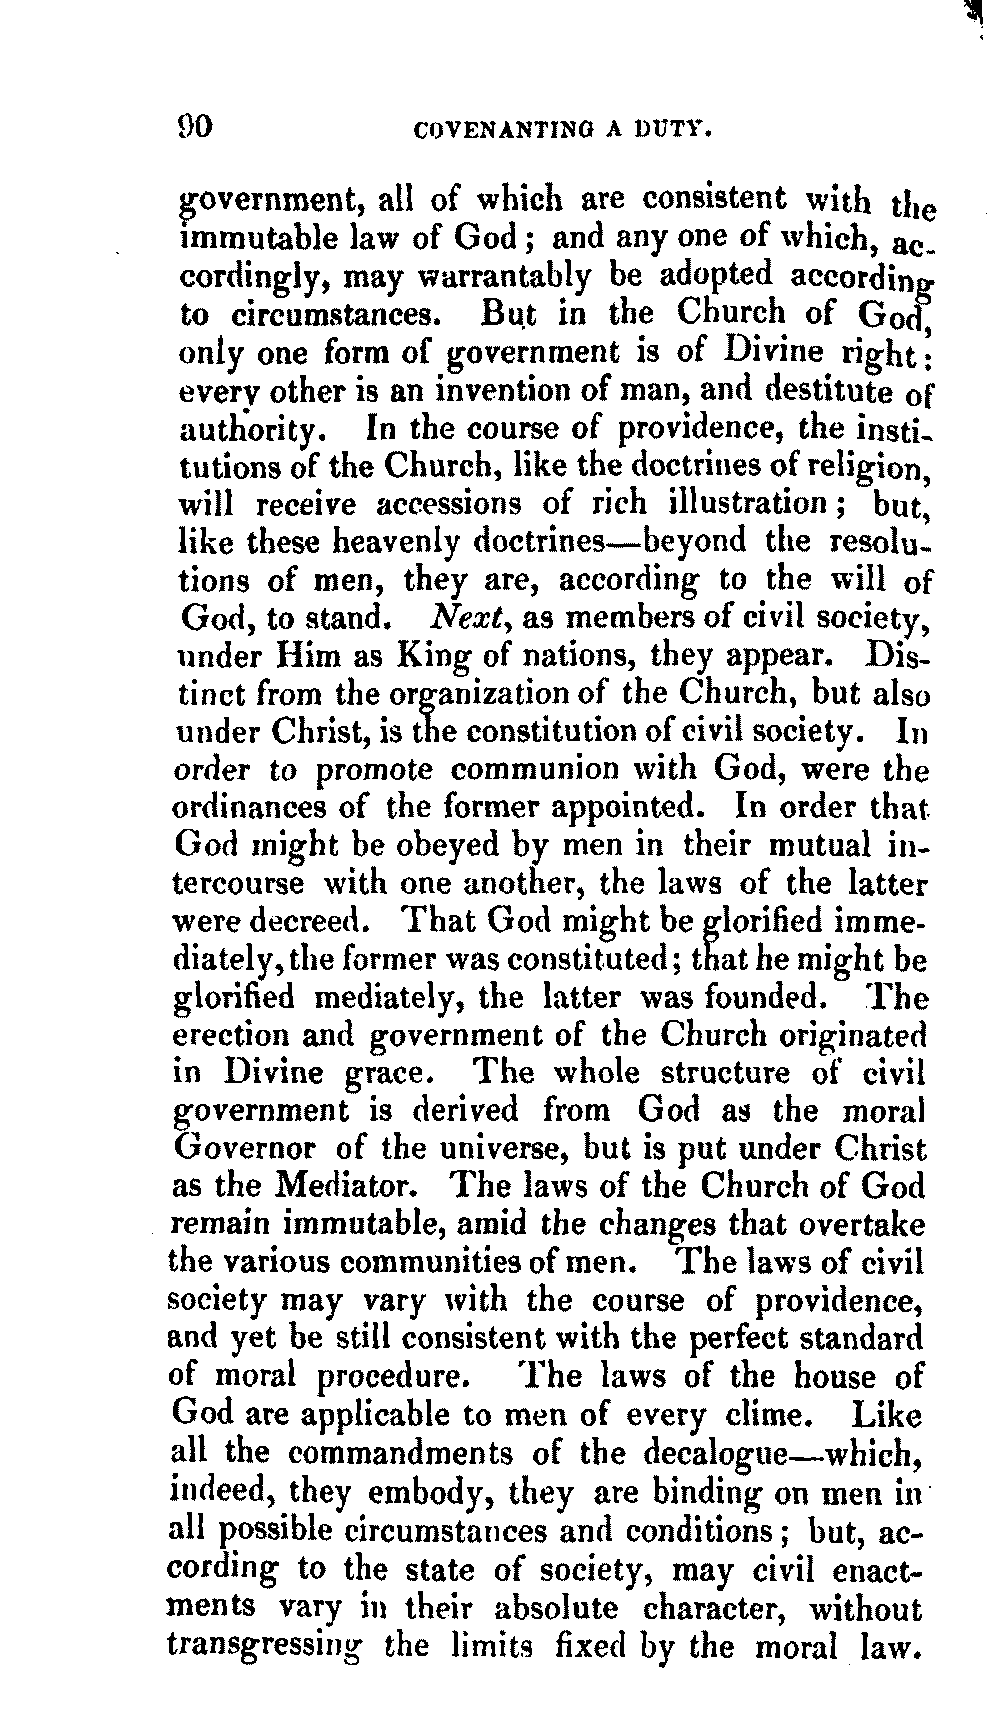 90 COVENANTING A DUTY.
government, all of which are consistent with the
immutable law of God; and any one of which, ac-
cordingly, may warrantably be adopted according
to circumstances. But in the Church of God,
only one form of government is of Divine right:
every other is an invention of man, and destitute of
authority. In the course of providence, the insti-
tutions of the Church, like the doctrines of religion,
will receive accessions of rich illustration; but,
like these heavenly doctrines—beyond the resolu-
tions of men, they are, according to the will of
God, to stand. Next, as members of civil society,
under Him as King of nations, they appear. Dis-
tinct from the organization of the Church, but also
under Christ, is the constitution of civil society. In
order to promote communion with God, were the
ordinances of the former appointed. In order that
God might be obeyed by men in their mutual in-
tercourse with one another, the laws of the latter
were decreed. That God might be glorified imme-
diately, the former was constituted; that he might be
glorified mediately, the latter was founded. The
erection and government of the Church originated
in Divine grace. The whole structure of civil
government is derived from God as the moral
Governor of the universe, but is put under Christ
as the Mediator. The laws of the Church of God
remain immutable, amid the changes that overtake
the various communities of men. The laws of civil
society may vary with the course of providence,
and yet be still consistent with the perfect standard
of moral procedure. The laws of the house of
God are applicable to men of every clime. Like
all the commandments of the decalogue—which,
indeed, they embody, they are binding on men in
all possible circumstances and conditions; but, ac-
cording to the state of society, may civil enact-
ments vary in their absolute character, without
transgressing the limits fixed by the moral law.